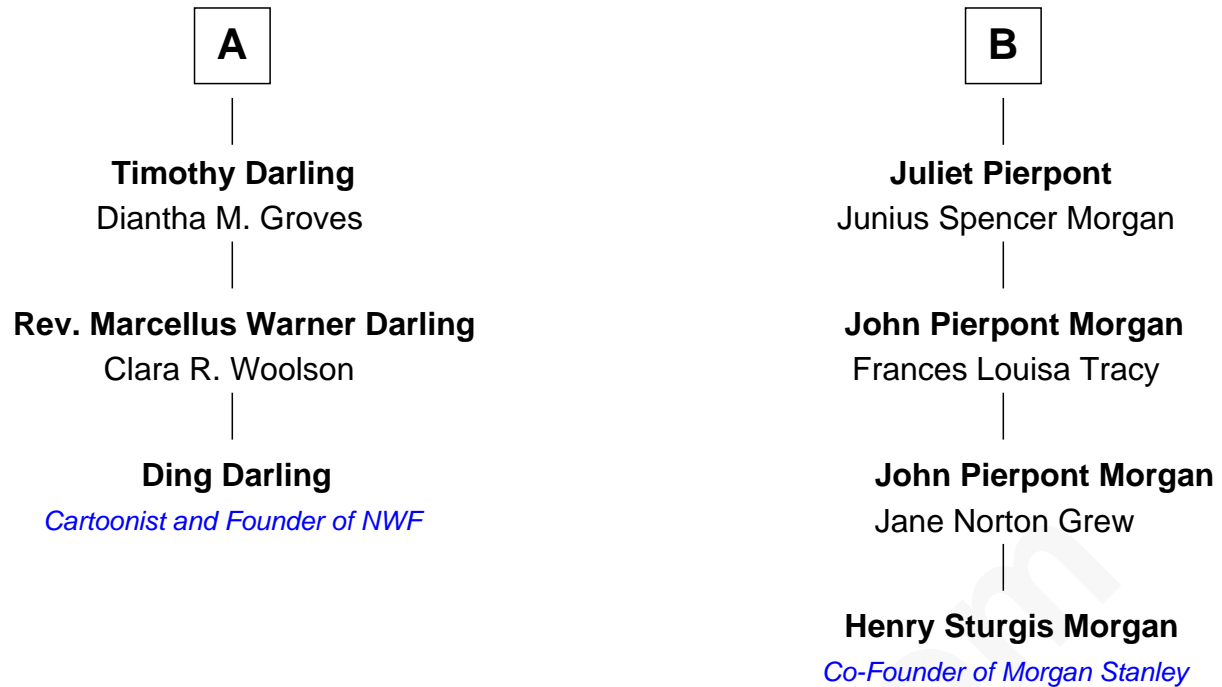 A
Timothy Darling
Diantha M. Groves
Rev. Marcellus Warner Darling
Clara R. Woolson
Ding Darling
Cartoonist and Founder of NWF
B
Juliet Pierpont
Junius Spencer Morgan
John Pierpont Morgan
Frances Louisa Tracy
John Pierpont Morgan
Jane Norton Grew
Henry Sturgis Morgan
Co-Founder of Morgan Stanley